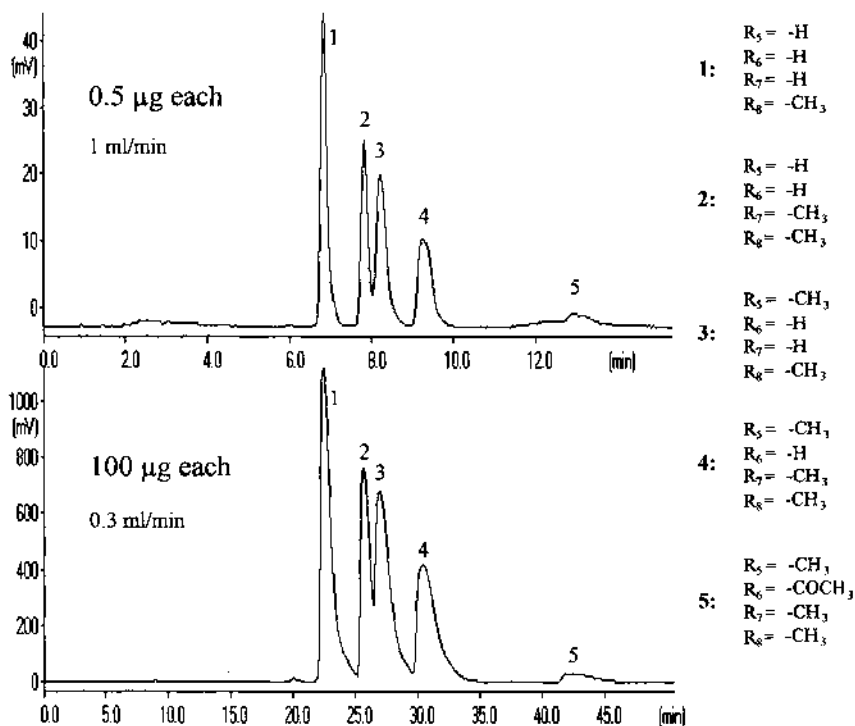 40
[mV]
30
20
10
0
0.5 µg each
1 ml/min
1
2
3
4
5
0.0 2.0 4.0 6.0 8.0 10.0 12.0 [min]
1000
[mV]
800
600
400
200
0
100 µg each
0.3 ml/min
1
2
3
4
5
0.0 5.0 10.0 15.0 20.0 25.0 30.0 35.0 40.0 45.0 [min]
1:
R₅= -H
R₆= -H
R₇= -H
R₈= -CH₃
2:
R₅= -H
R₆= -H
R₇= -CH₃
R₈= -CH₃
3:
R₅= -CH₃
R₆= -H
R₇= -H
R₈= -CH₃
4:
R₅= -CH₃
R₆= -H
R₇= -CH₃
R₈= -CH₃
5:
R₅= -CH₃
R₆= -COCH₃
R₇= -CH₃
R₈= -CH₃